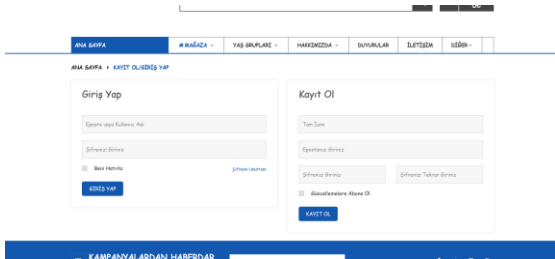 ANA SAYFA
# MAĞAZA
YAŞ GRUPLARI
HAKKIMIZDA
DUYURULAR
İLETİŞİM
DİĞER
ANA SAYFA
KAYIT OL/GİRİŞ YAP
Giriş Yap
Eposta veya Kullanıcı Adı
Şifrenizi Giriniz
Beni Hatırla
Şifremi Unuttum
GİRİŞ YAP
Kayıt Ol
Tam İsim
Epostanızı Giriniz
Şifreniz Giriniz
Şifrenizi Tekrar Giriniz
Güncellemelere Abone Ol
KAYIT OL
KAMPANYALARDAN HABERDAR